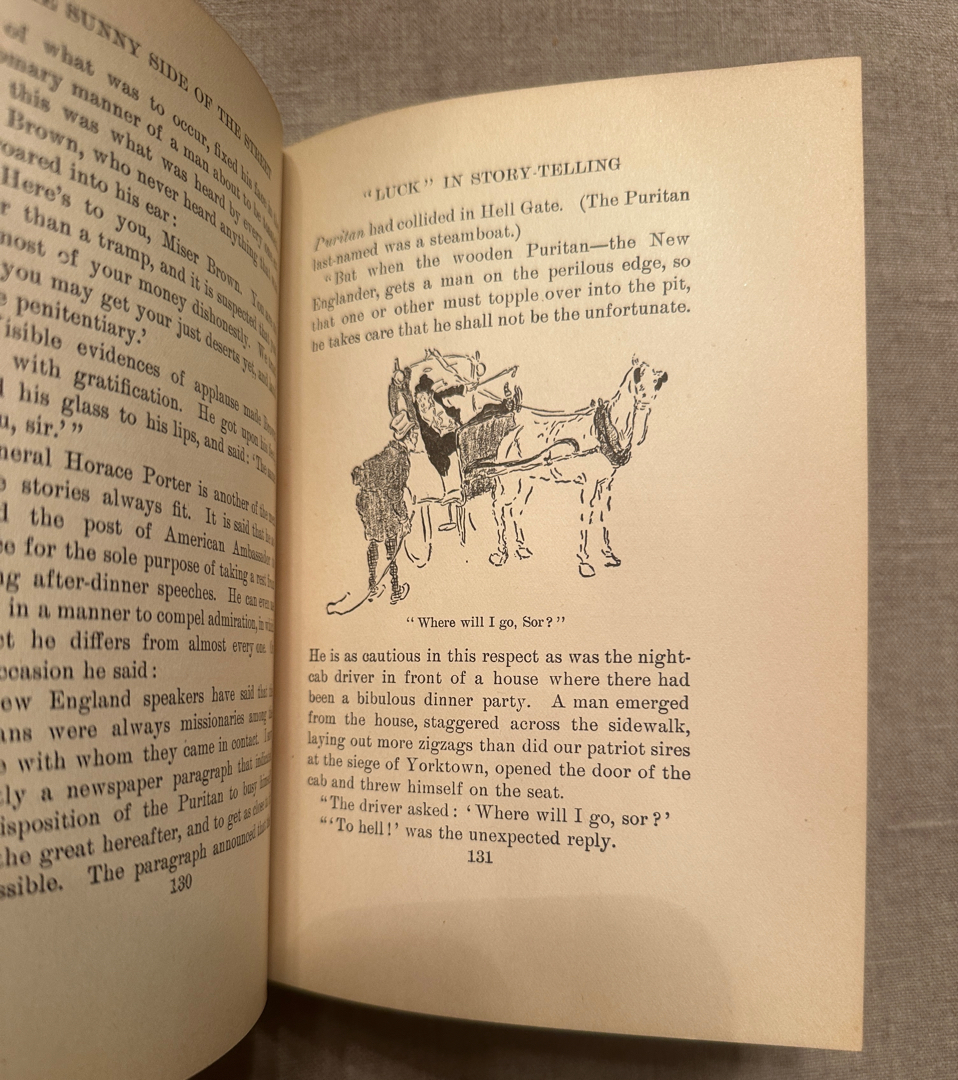 SUNNY SIDE OF THE STREET
of what was to occur, fixed his
manner of a man about to be
this was what was heard by every
Brown, who never heard anything
into his ear:
Here's to you, Miser Brown. You
than a tramp, and it is suspected that
most of your money dishonestly. We
you may get your just deserts yet, and
penitentiary.'
evidences of applause made
with gratification. He got upon his
his glass to his lips, and said: 'The
sir.' ”
Horace Porter is another of the
stories always fit. It is said that he
the post of American Ambassador
for the sole purpose of taking a rest
after-dinner speeches. He can even
in a manner to compel admiration, in
he differs from almost every one.
he said:
England speakers have said that
were always missionaries among
with whom they came in contact. I
a newspaper paragraph that
of the Puritan to busy
the great hereafter, and to get as close
The paragraph announced that
130
“LUCK” IN STORY-TELLING
Puritan had collided in Hell Gate. (The Puritan
last-named was a steamboat.)
“But when the wooden Puritan—the New
Englander, gets a man on the perilous edge, so
that one or other must topple over into the pit,
he takes care that he shall not be the unfortunate.
“Where will I go, Sor?”
He is as cautious in this respect as was the night-
cab driver in front of a house where there had
been a bibulous dinner party. A man emerged
from the house, staggered across the sidewalk,
laying out more zigzags than did our patriot sires
at the siege of Yorktown, opened the door of the
cab and threw himself on the seat.
“The driver asked: ‘Where will I go, sor?’
“‘To hell!’ was the unexpected reply.
131